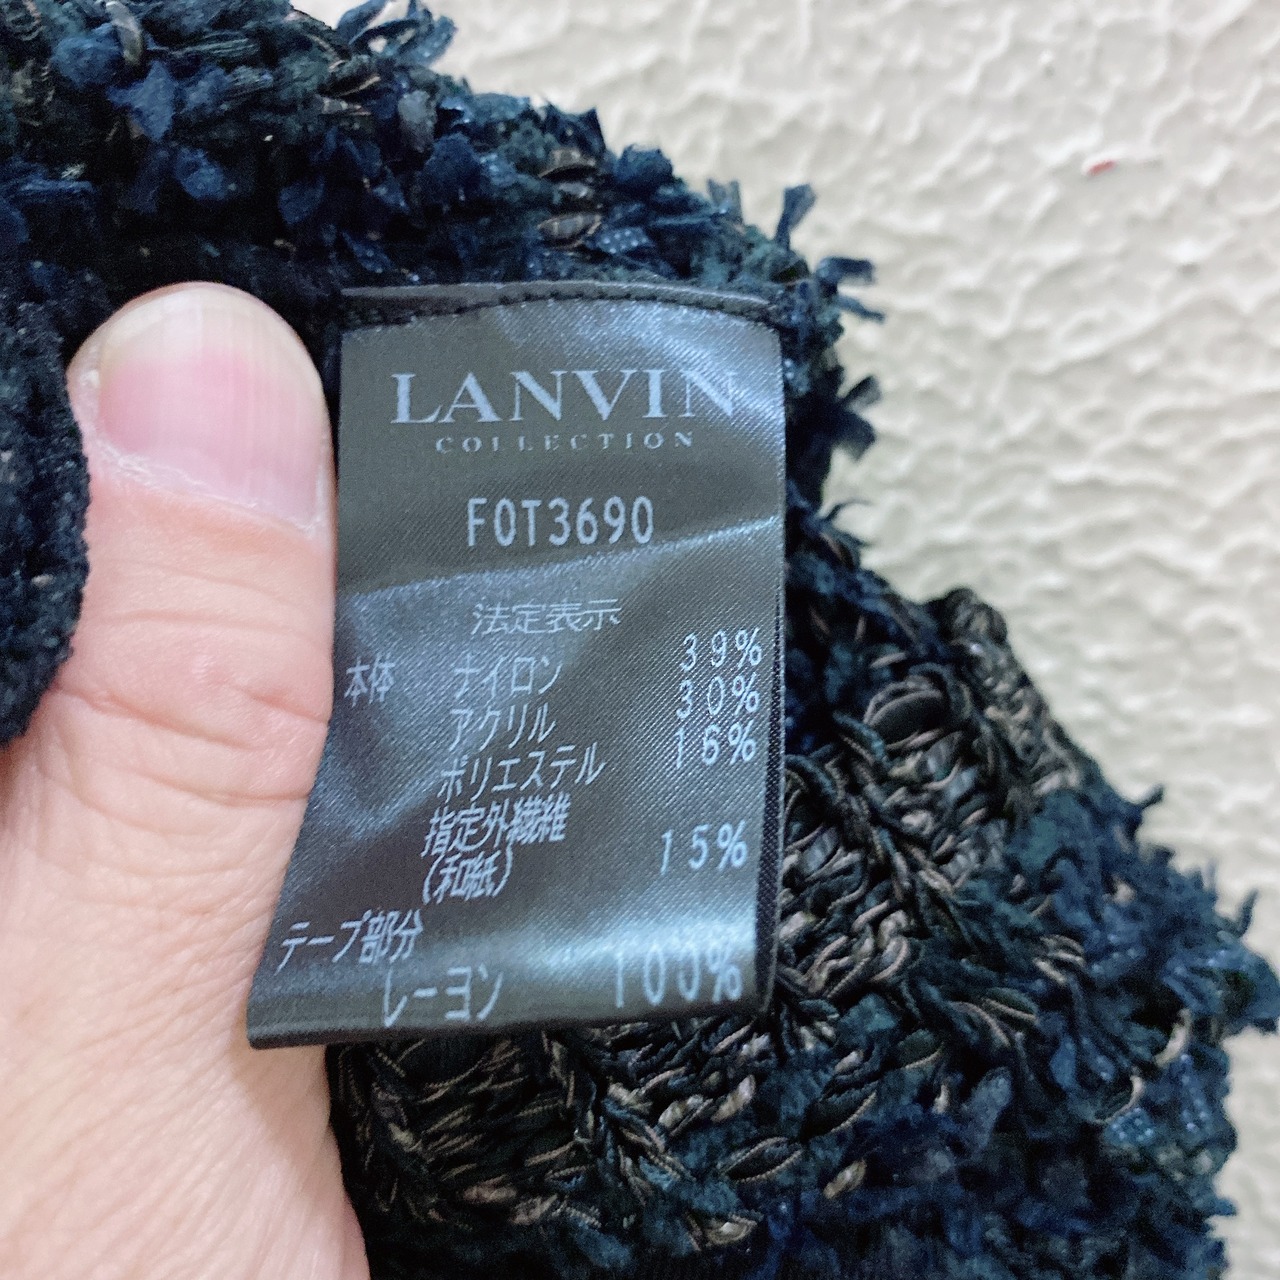 LANVIN
COLLECTION
F0T3690
法定表示
本体 ナイロン 39%
アクリル 30%
ポリエステル 16%
指定外繊維
(和紙) 15%
テープ部分
レーヨン 100%